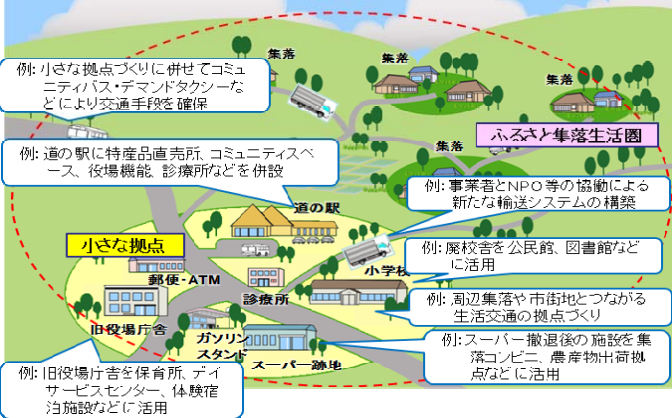 集落
集落
例: 小さな拠点づくりに併せてコミュ
ニティバス・デマンドタクシーな
どにより交通手段を確保
集落
ふるさと集落生活圏
集落
例: 道の駅に特産品直売所、コミュニティスペ
ース、役場機能、診療所などを併設
例: 事業者とNPO等の協働による
新たな輸送システムの構築
道の駅
小さな拠点
例: 廃校舎を公民館、図書館など
に活用
小学校
郵便・ATM
診療所
例: 周辺集落や市街地とつながる
生活交通の拠点づくり
旧役場庁舎
ガソリン
スタンド
スーパー跡地
例: スーパー撤退後の施設を集
落コンビニ、農産物出荷拠
点などに活用
例: 旧役場庁舎を保育所、デイ
サービスセンター、体験宿
泊施設などに活用